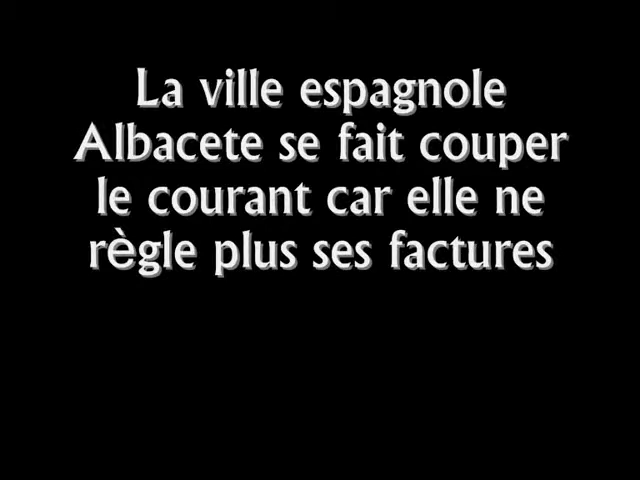 La ville espagnole
Albacete se fait couper
le courant car elle ne
règle plus ses factures